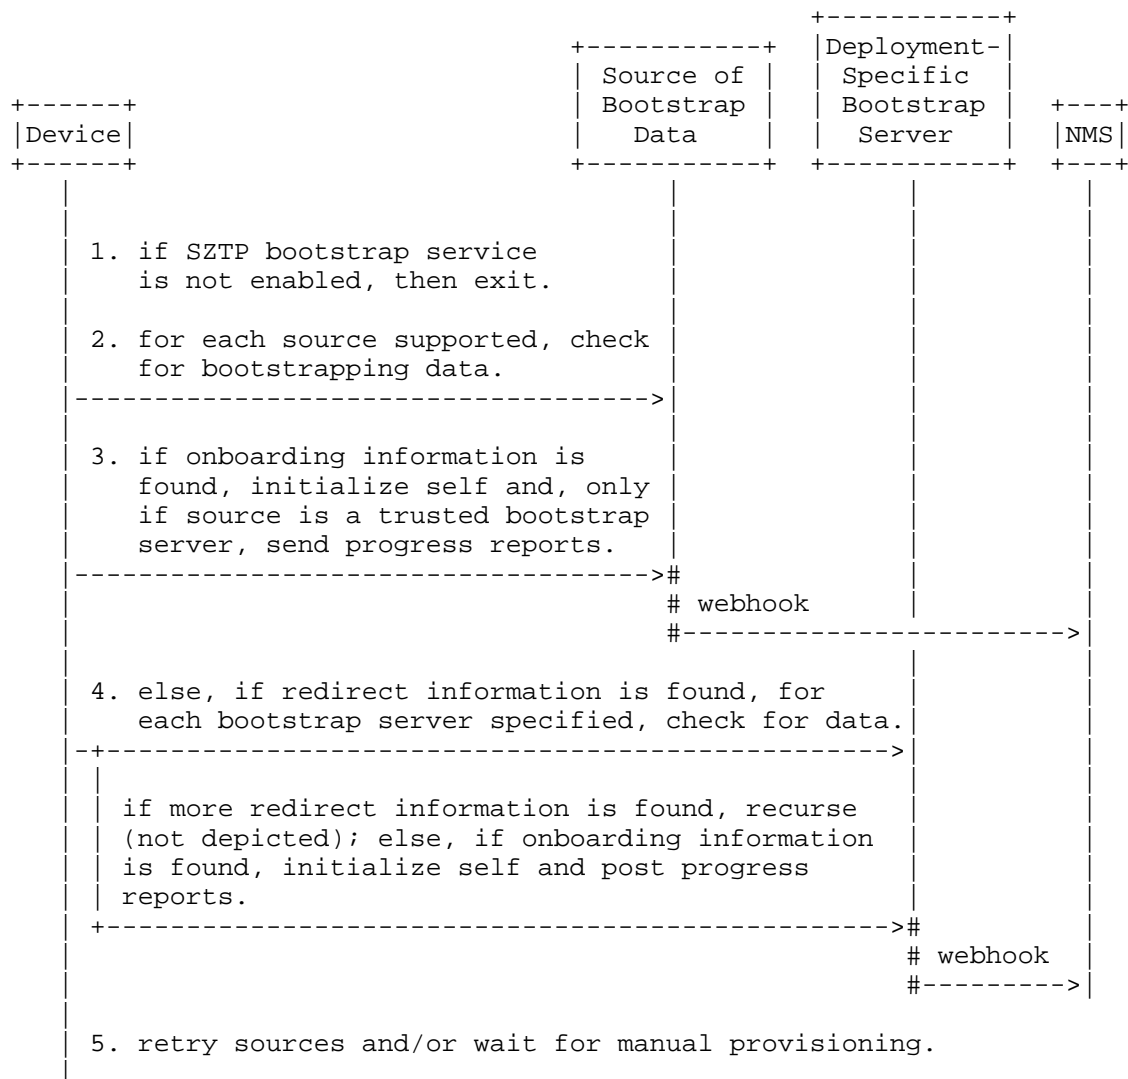 Deployment-
Source of Specific
Bootstrap Bootstrap
Device Data Server NMS
1. if SZTP bootstrap service
is not enabled, then exit.
2. for each source supported, check
for bootstrapping data.
3. if onboarding information is
found, initialize self and, only
if source is a trusted bootstrap
server, send progress reports.
webhook
4. else, if redirect information is found, for
each bootstrap server specified, check for data.
if more redirect information is found, recurse
(not depicted); else, if onboarding information
is found, initialize self and post progress
reports.
webhook
5. retry sources and/or wait for manual provisioning.